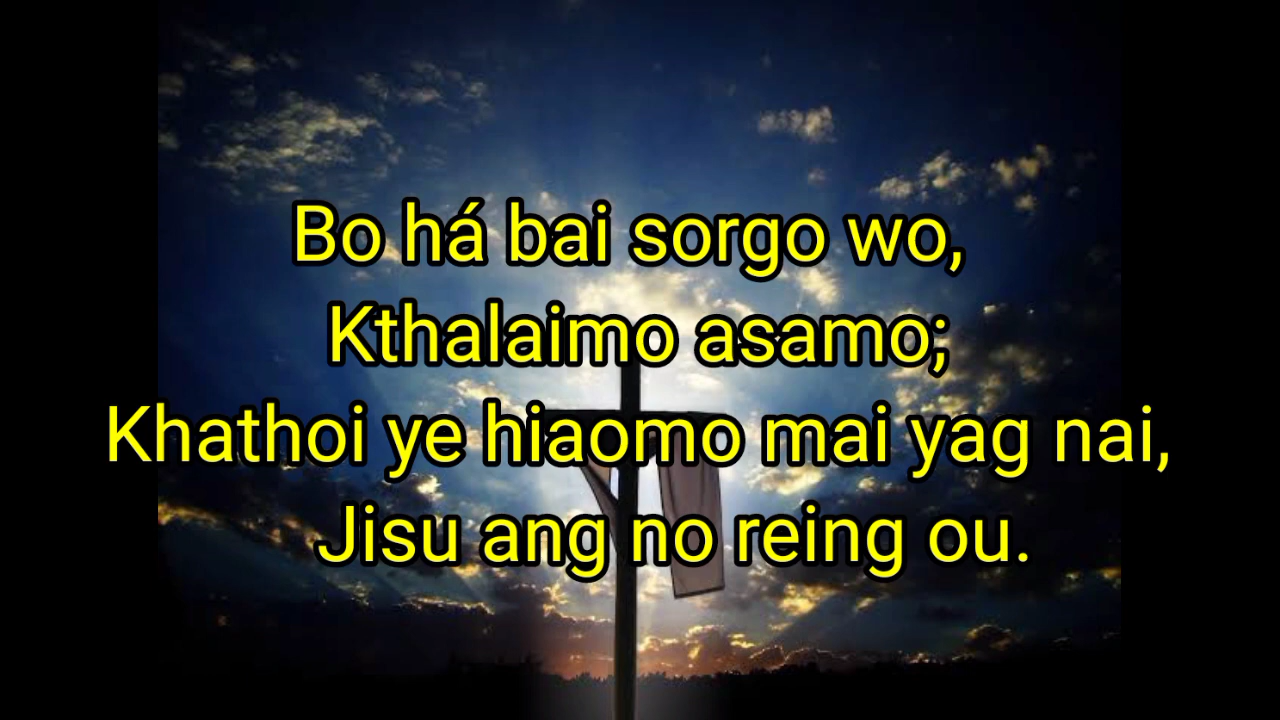 Bo há bai sorgo wo,
Kthalaimo asamo;
Khathoi ye hiaomo mai yag nai,
Jisu ang no reing ou.